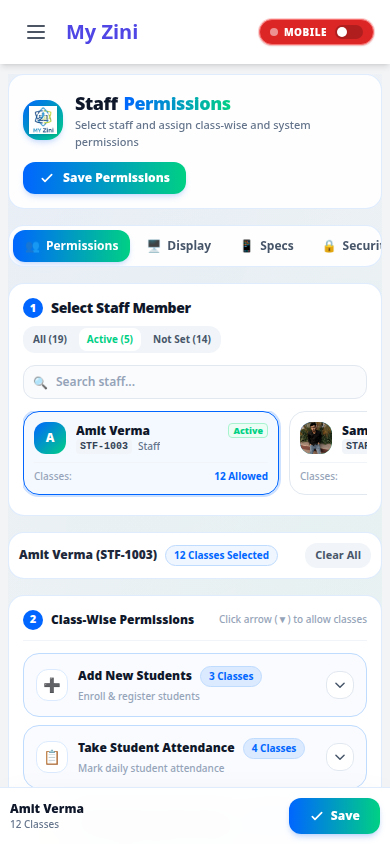 My Zini
MOBILE
Staff Permissions
Select staff and assign class-wise and system
permissions
MY Zini
Save Permissions
Permissions
Display
Specs
Securit
1 Select Staff Member
All (19)
Active (5)
Not Set (14)
Search staff...
A
Amit Verma
Active
STF-1003 Staff
Classes:
12 Allowed
Sam
STAF
Classes:
Amit Verma (STF-1003)
12 Classes Selected
Clear All
2 Class-Wise Permissions
Click arrow (▼) to allow classes
Add New Students
3 Classes
Enroll & register students
Take Student Attendance
4 Classes
Mark daily student attendance
Amit Verma
12 Classes
Save